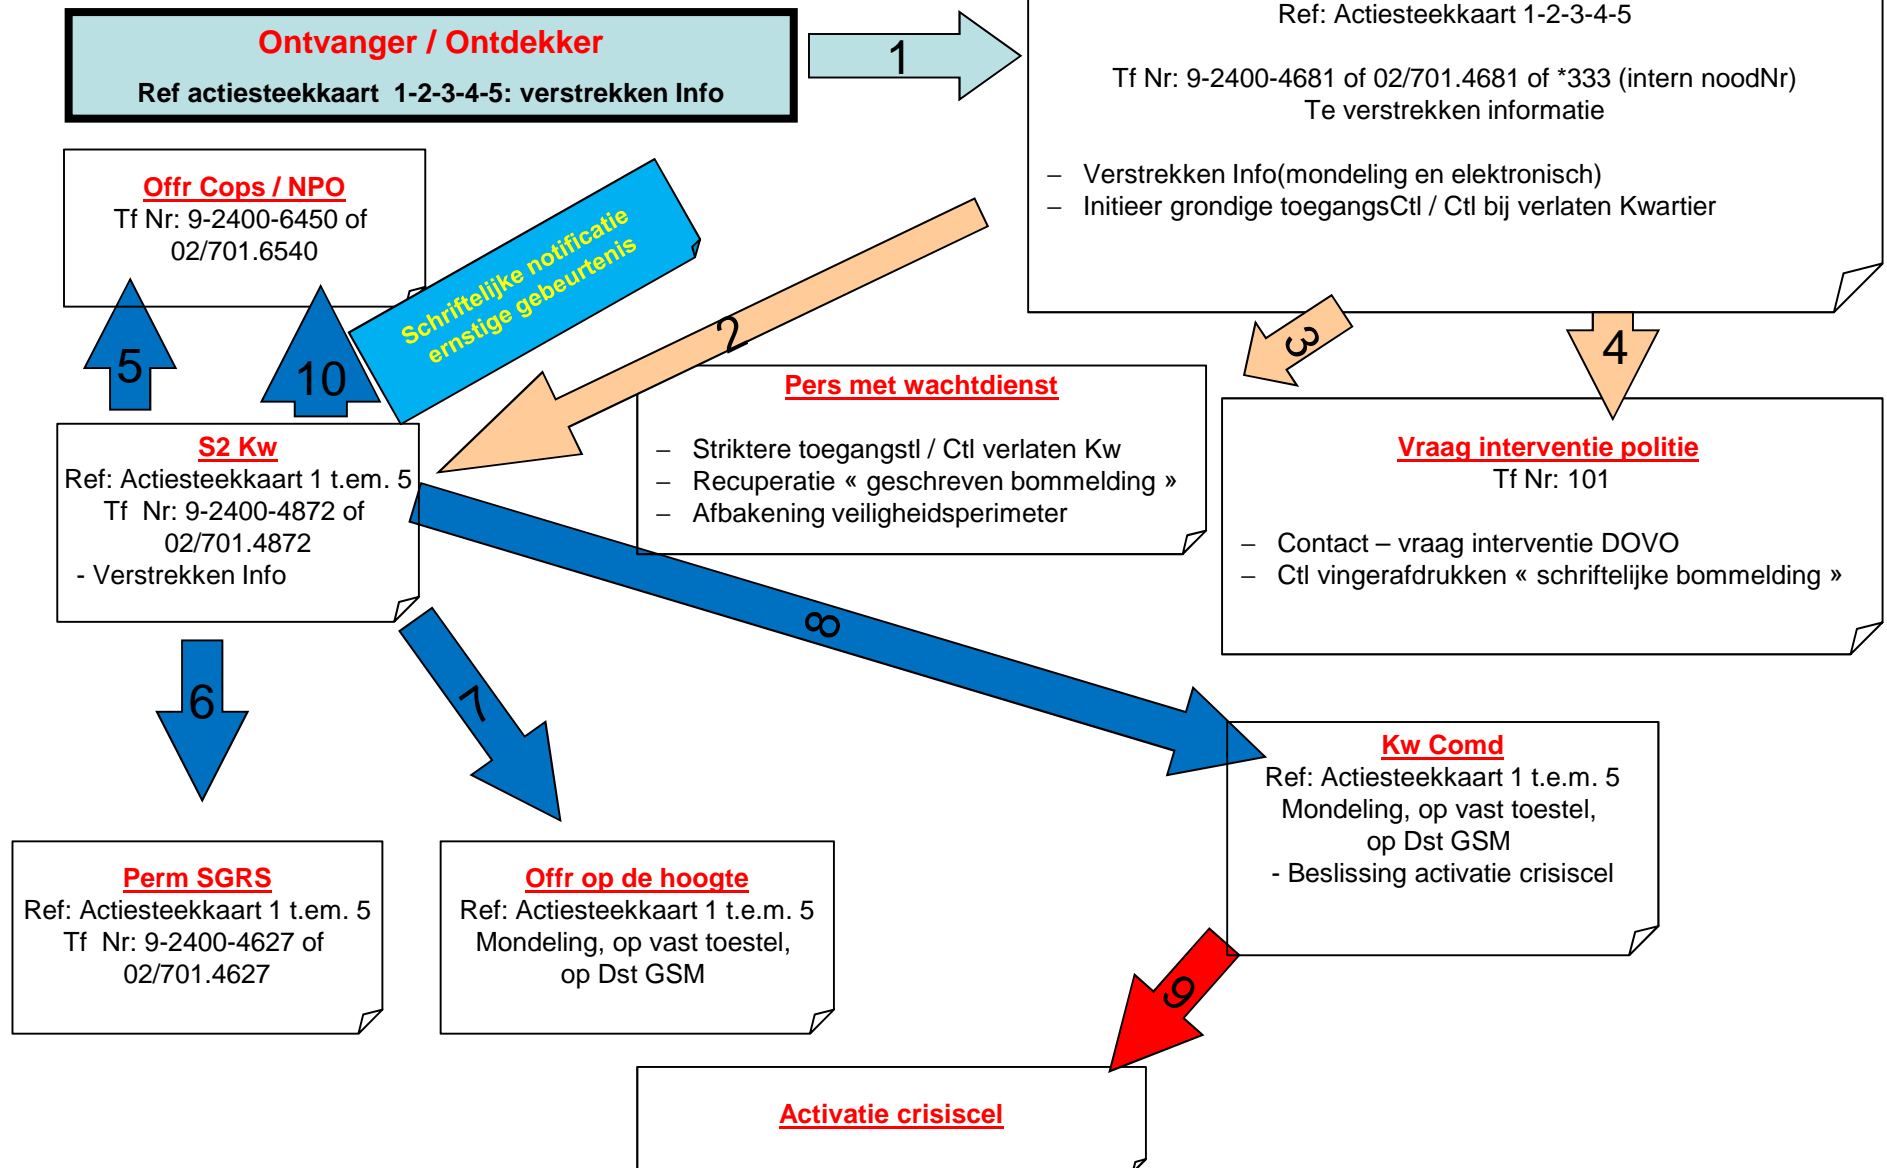 Ontvanger / Ontdekker
Ref actiesteekkaart 1-2-3-4-5: verstrekken Info
1
Ref: Actiesteekkaart 1-2-3-4-5
Tf Nr: 9-2400-4681 of 02/701.4681 of *333 (intern noodNr)
Te verstrekken informatie
– Verstrekken Info(mondeling en elektronisch)
– Initieer grondige toegangsCtl / Ctl bij verlaten Kwartier
Offr Cops / NPO
Tf Nr: 9-2400-6450 of
02/701.6540
Schriftelijke notificatie
ernstige gebeurtenis
2
3
4
5
10
Pers met wachtdienst
– Striktere toegangstl / Ctl verlaten Kw
– Recuperatie « geschreven bommelding »
– Afbakening veiligheidsperimeter
Vraag interventie politie
Tf Nr: 101
– Contact – vraag interventie DOVO
– Ctl vingerafdrukken « schriftelijke bommelding »
S2 Kw
Ref: Actiesteekkaart 1 t.em. 5
Tf Nr: 9-2400-4872 of
02/701.4872
- Verstrekken Info
8
6
7
Kw Comd
Ref: Actiesteekkaart 1 t.e.m. 5
Mondeling, op vast toestel,
op Dst GSM
- Beslissing activatie crisiscel
Perm SGRS
Ref: Actiesteekkaart 1 t.em. 5
Tf Nr: 9-2400-4627 of
02/701.4627
Offr op de hoogte
Ref: Actiesteekkaart 1 t.e.m. 5
Mondeling, op vast toestel,
op Dst GSM
9
Activatie crisiscel